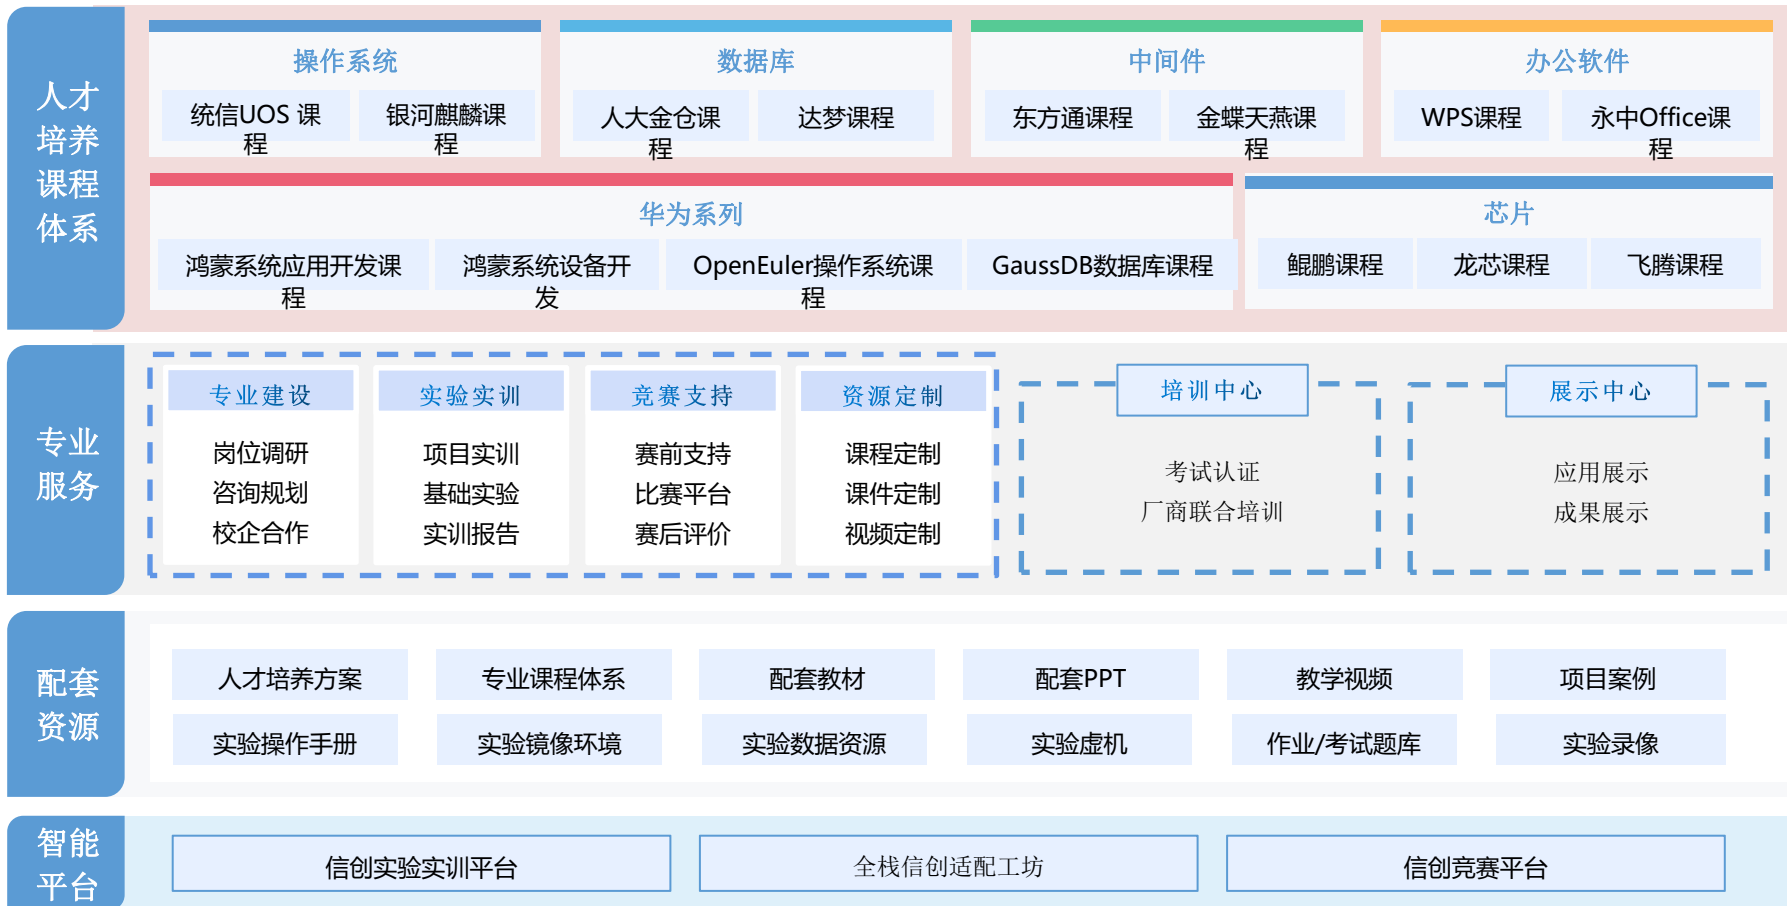 人才
培养
课程
体系
操作系统
统信UOS 课
程
银河麒麟课
程
数据库
人大金仓课
程
达梦课程
中间件
东方通课程
金蝶天燕课
程
办公软件
WPS课程
永中Office课
程
华为系列
鸿蒙系统应用开发课
程
鸿蒙系统设备开
发
OpenEuler操作系统课
程
GaussDB数据库课程
芯片
鲲鹏课程
龙芯课程
飞腾课程
专业
服务
专业建设
岗位调研
咨询规划
校企合作
实验实训
项目实训
基础实验
实训报告
竞赛支持
赛前支持
比赛平台
赛后评价
资源定制
课程定制
课件定制
视频定制
培训中心
考试认证
厂商联合培训
展示中心
应用展示
成果展示
配套
资源
人才培养方案
专业课程体系
配套教材
配套PPT
教学视频
项目案例
实验操作手册
实验镜像环境
实验数据资源
实验虚机
作业/考试题库
实验录像
智能
平台
信创实验实训平台
全栈信创适配工坊
信创竞赛平台